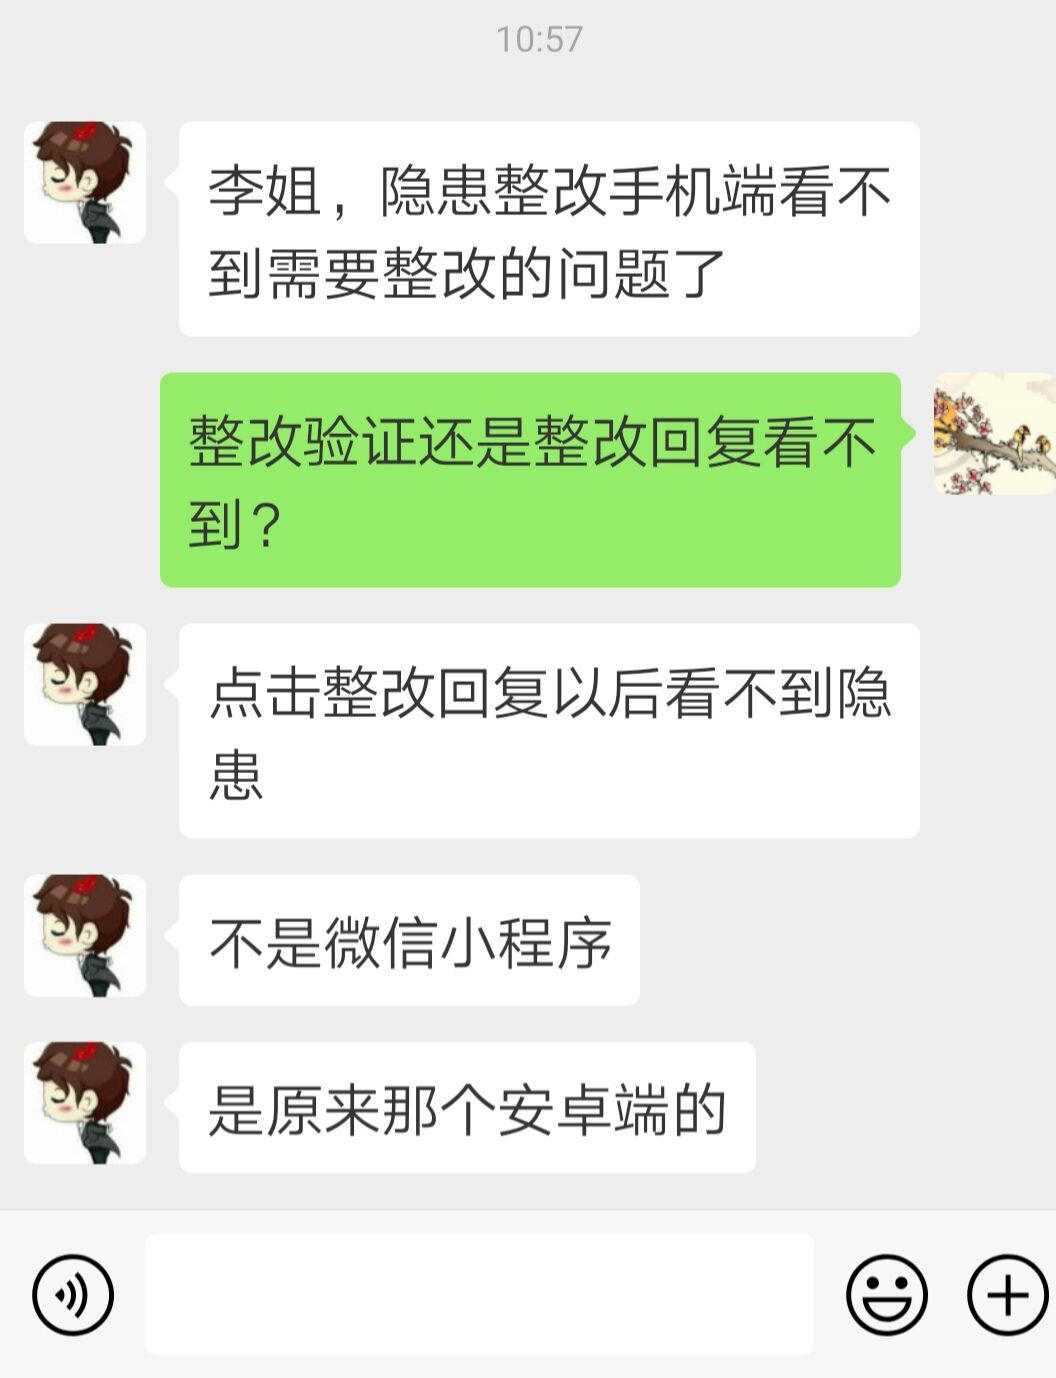 10:57
李姐，隐患整改手机端看不
到需要整改的问题了
整改验证还是整改回复看不
到？
点击整改回复以后看不到隐
患
不是微信小程序
是原来那个安卓端的